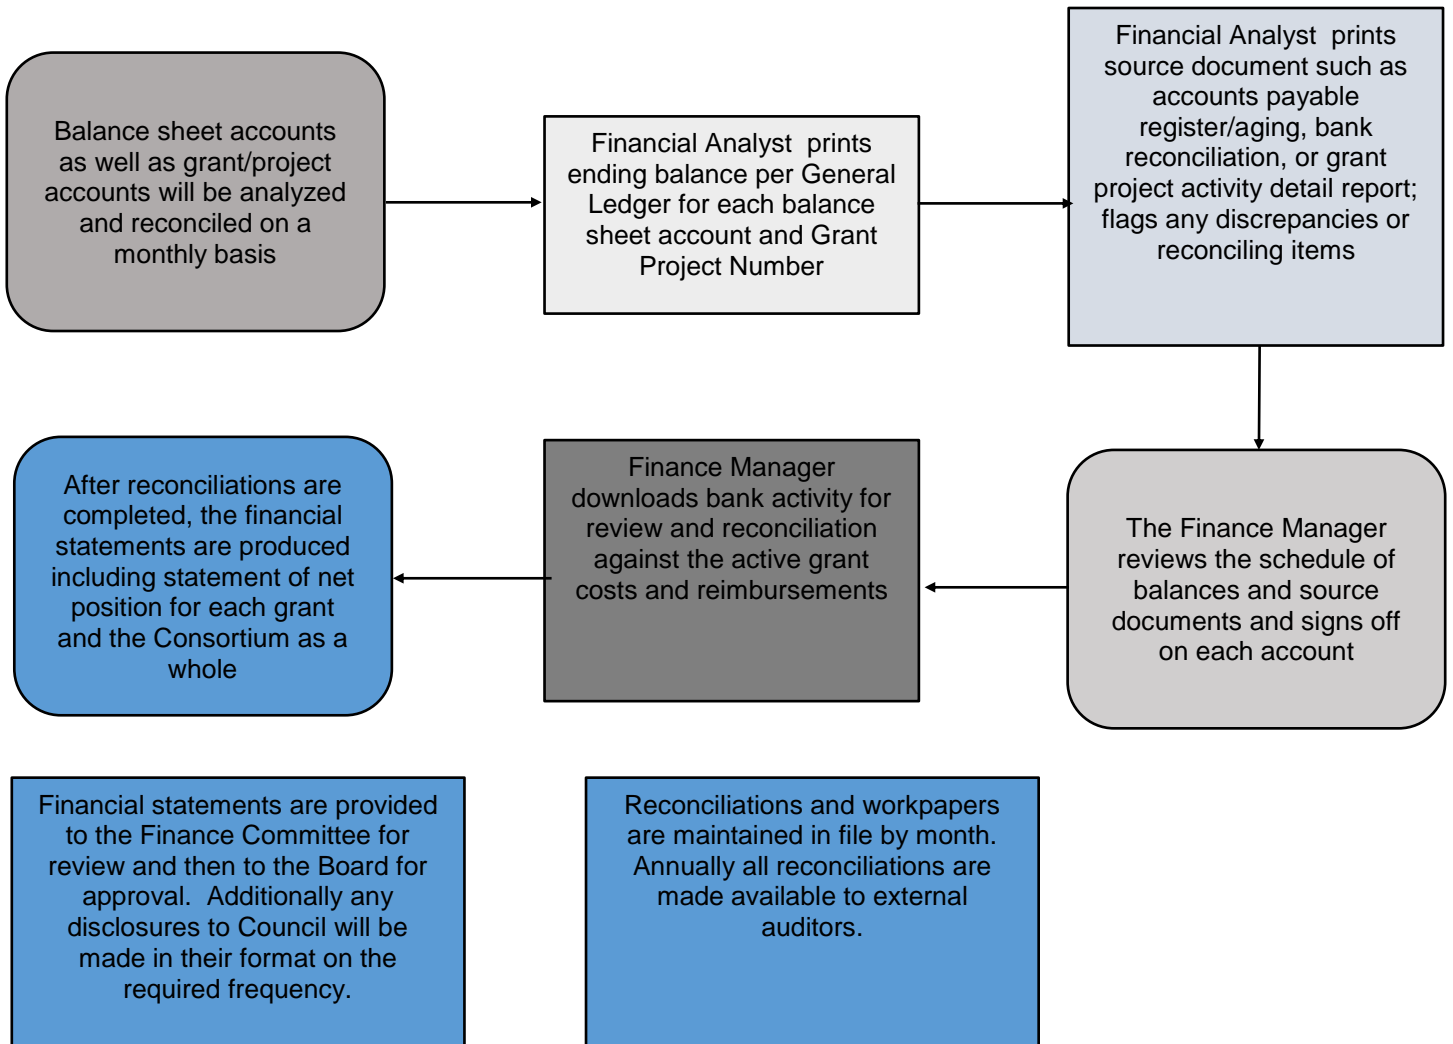 Balance sheet accounts
as well as grant/project
accounts will be analyzed
and reconciled on a
monthly basis
Financial Analyst  prints
ending balance per General
Ledger for each balance
sheet account and Grant
Project Number
Financial Analyst  prints
source document such as
accounts payable
register/aging, bank
reconciliation, or grant
project activity detail report;
flags any discrepancies or
reconciling items
The Finance Manager
reviews the schedule of
balances and source
documents and signs off
on each account
Finance Manager
downloads bank activity for
review and reconciliation
against the active grant
costs and reimbursements
After reconciliations are
completed, the financial
statements are produced
including statement of net
position for each grant
and the Consortium as a
whole
Financial statements are provided
to the Finance Committee for
review and then to the Board for
approval.  Additionally any
disclosures to Council will be
made in their format on the
required frequency.
Reconciliations and workpapers
are maintained in file by month.
Annually all reconciliations are
made available to external
auditors.